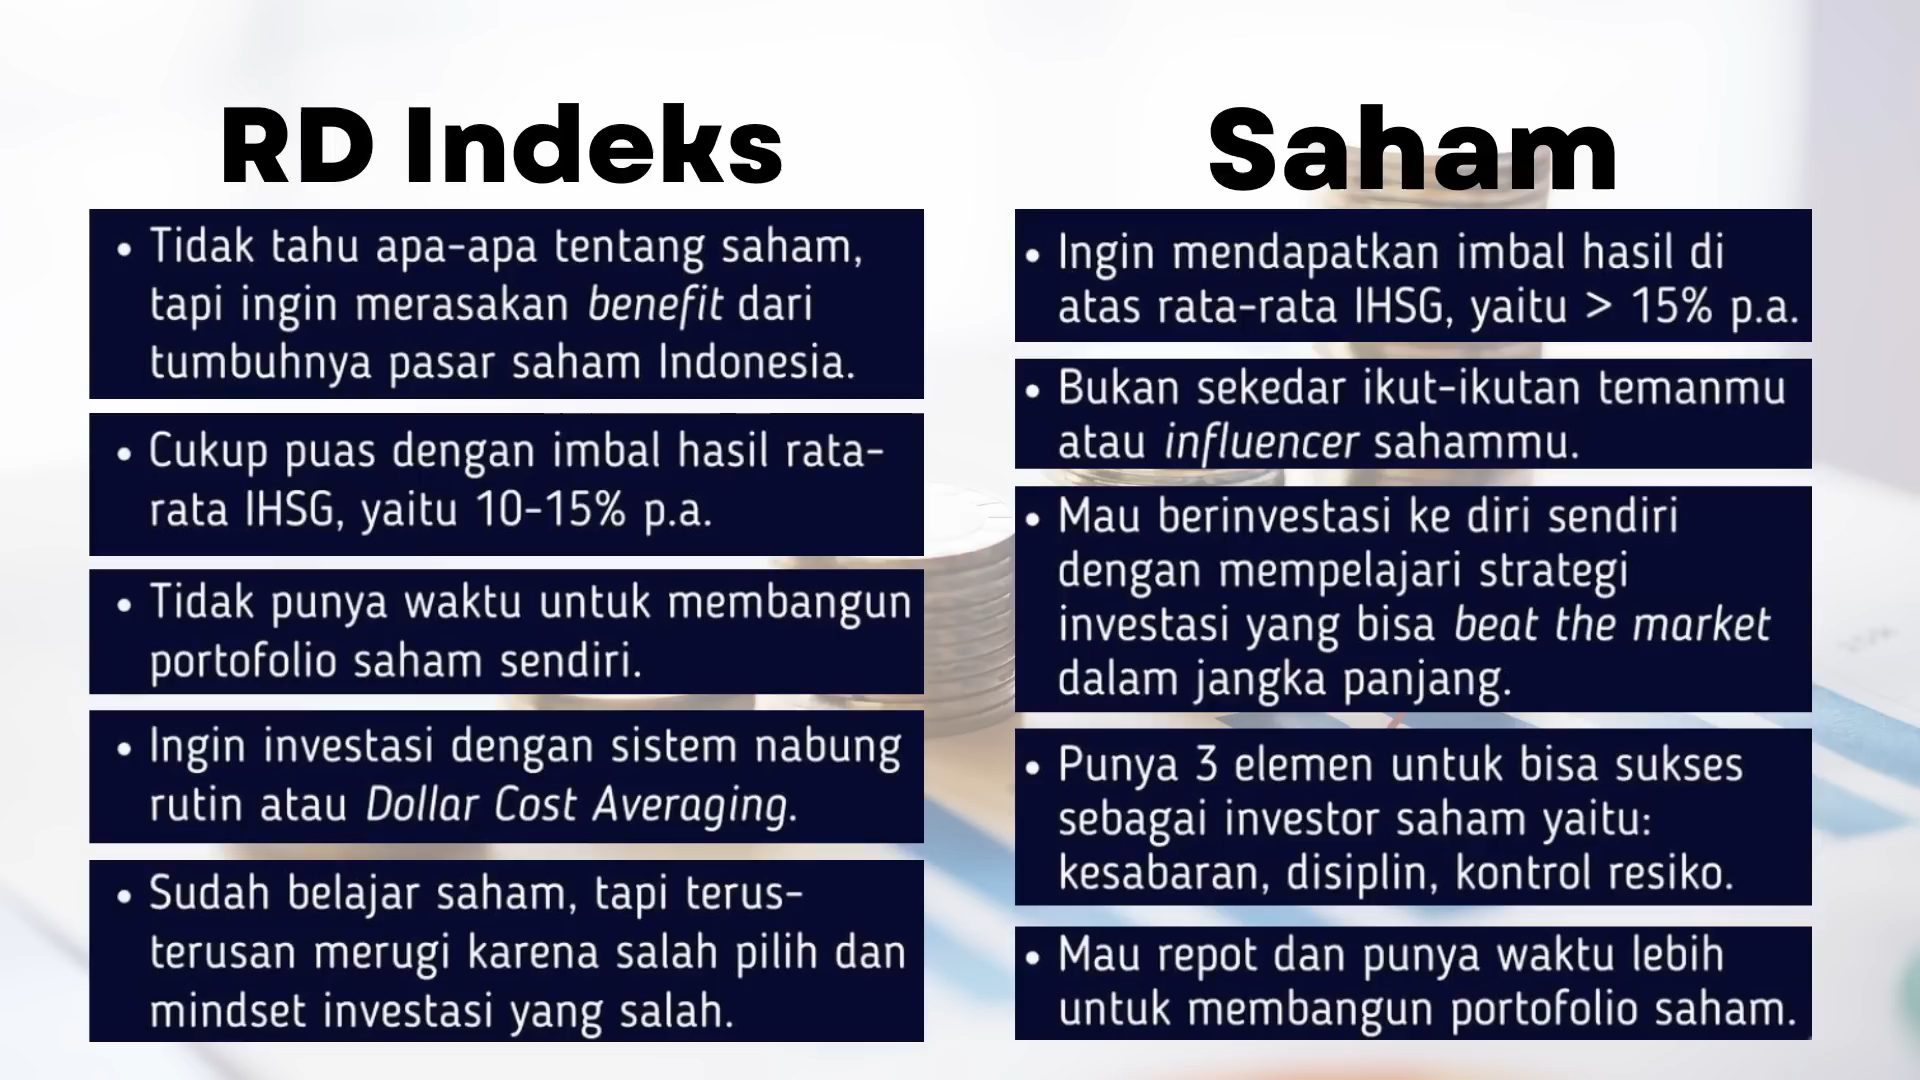 RD Indeks
• Tidak tahu apa-apa tentang saham,
tapi ingin merasakan benefit dari
tumbuhnya pasar saham Indonesia.
• Cukup puas dengan imbal hasil rata-
rata IHSG, yaitu 10-15% p.a.
• Tidak punya waktu untuk membangun
portofolio saham sendiri.
• Ingin investasi dengan sistem nabung
rutin atau Dollar Cost Averaging.
• Sudah belajar saham, tapi terus-
terusan merugi karena salah pilih dan
mindset investasi yang salah.
Saham
• Ingin mendapatkan imbal hasil di
atas rata-rata IHSG, yaitu > 15% p.a.
• Bukan sekedar ikut-ikutan temanmu
atau influencer sahammu.
• Mau berinvestasi ke diri sendiri
dengan mempelajari strategi
investasi yang bisa beat the market
dalam jangka panjang.
• Punya 3 elemen untuk bisa sukses
sebagai investor saham yaitu:
kesabaran, disiplin, kontrol resiko.
• Mau repot dan punya waktu lebih
untuk membangun portofolio saham.